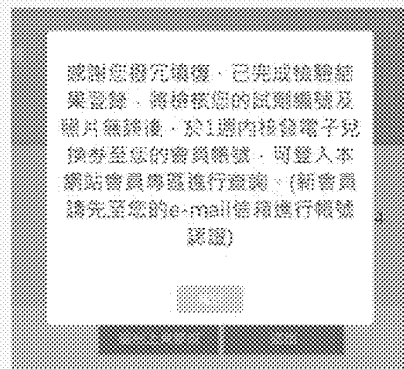 感謝您撥冗填復，已完成檢驗結
果登錄，將檢核您的試劑編號及
照片無誤後，於1週內核發電子兌
換券至您的會員帳號，可登入本
網站會員專區進行查詢。(新會員
請先至您的e-mail信箱進行帳號
認證)